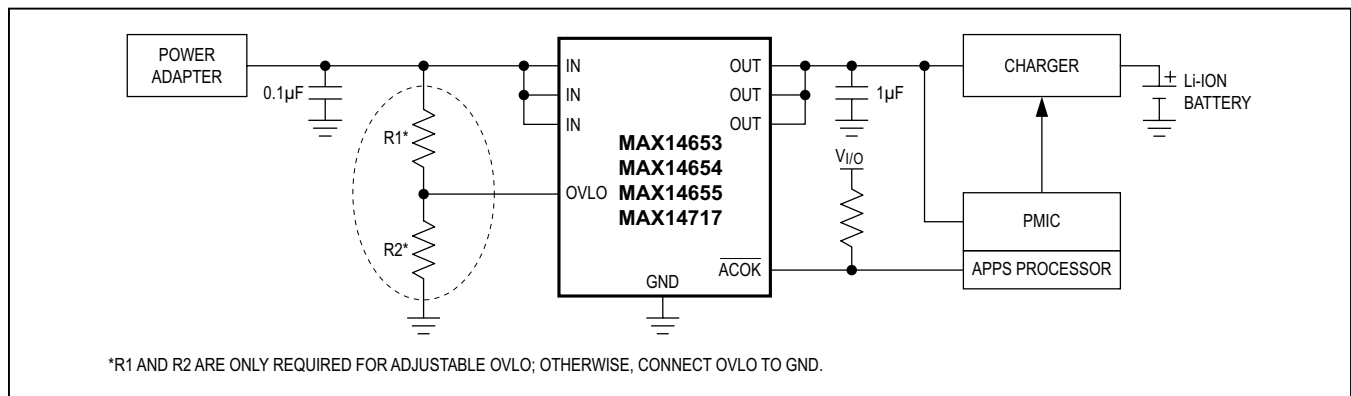 POWER
ADAPTER
0.1µF
R1*
R2*
IN
IN
IN
OVLO
MAX14653
MAX14654
MAX14655
MAX14717
GND
OUT
OUT
OUT
ACOK
1µF
VI/O
CHARGER
+
Li-ION
BATTERY
PMIC
APPS PROCESSOR
*R1 AND R2 ARE ONLY REQUIRED FOR ADJUSTABLE OVLO; OTHERWISE, CONNECT OVLO TO GND.